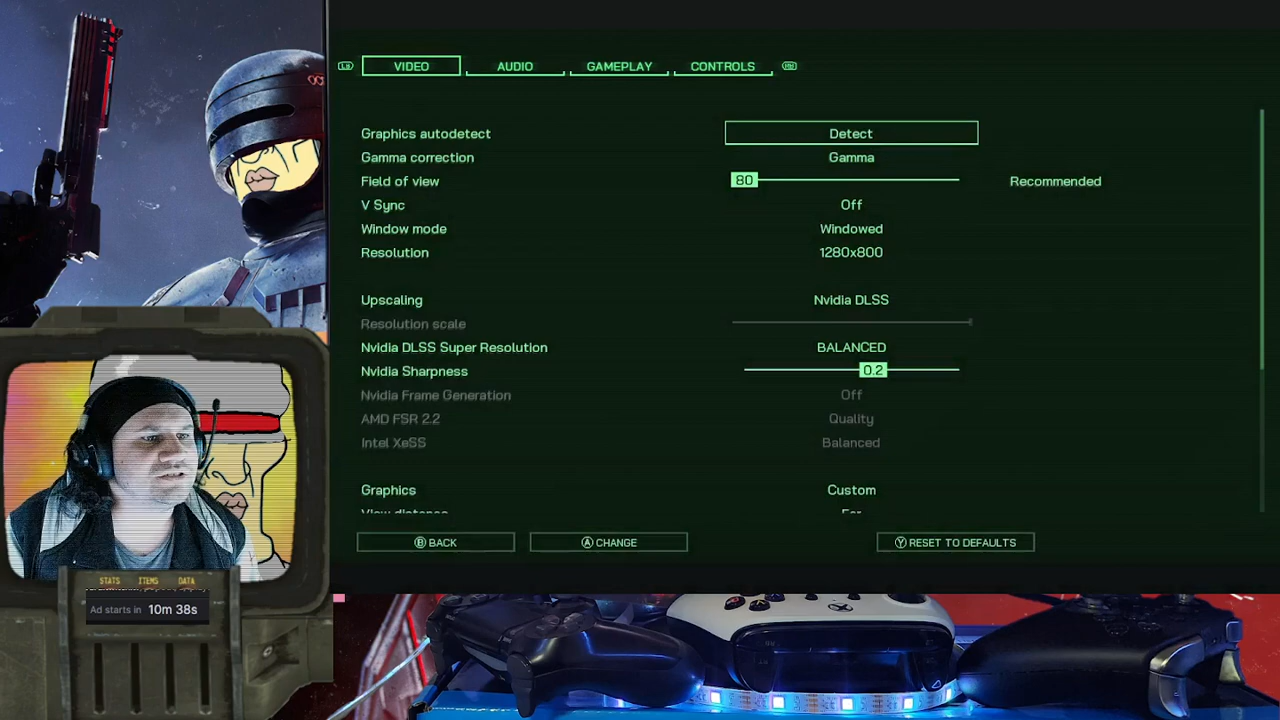 VIDEO AUDIO GAMEPLAY CONTROLS
Graphics autodetect Detect
Gamma correction Gamma
Field of view 80 Recommended
V Sync Off
Window mode Windowed
Resolution 1280x800
Upscaling Nvidia DLSS
Resolution scale
Nvidia DLSS Super Resolution BALANCED
Nvidia Sharpness 0.2
Nvidia Frame Generation Off
AMD FSR 2.2 Quality
Intel XeSS Balanced
Graphics Custom
View distance Far
B BACK A CHANGE Y RESET TO DEFAULTS
STATS ITEMS DATA
Ad starts in 10m 38s